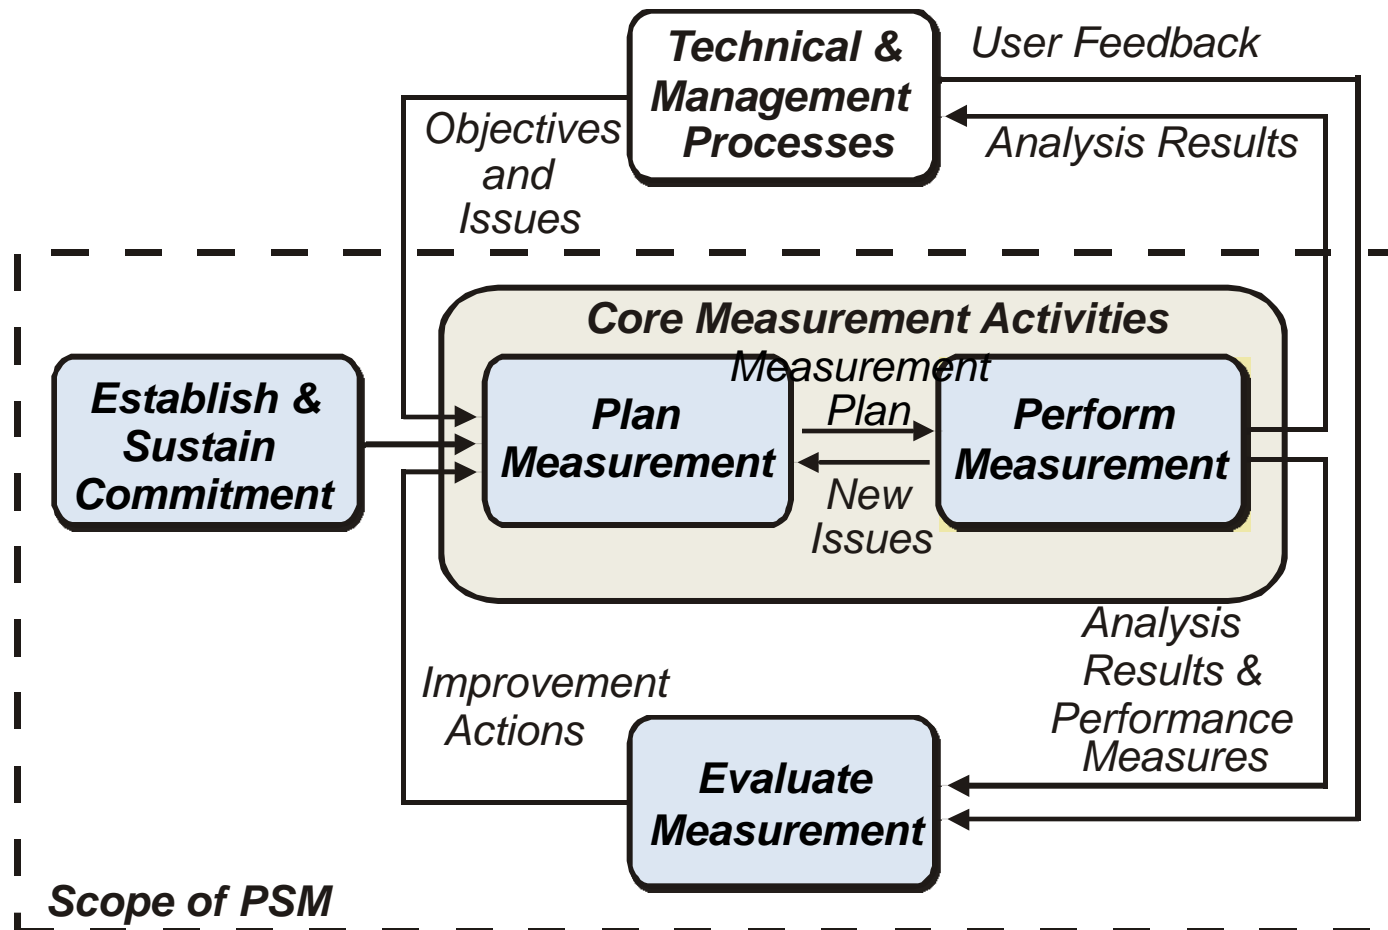 Technical &
Management
Processes
User Feedback
Analysis Results
Objectives
and
Issues
Core Measurement Activities
Establish &
Sustain
Commitment
Plan
Measurement
Measurement
Plan
New
Issues
Perform
Measurement
Analysis
Results &
Performance
Measures
Improvement
Actions
Evaluate
Measurement
Scope of PSM